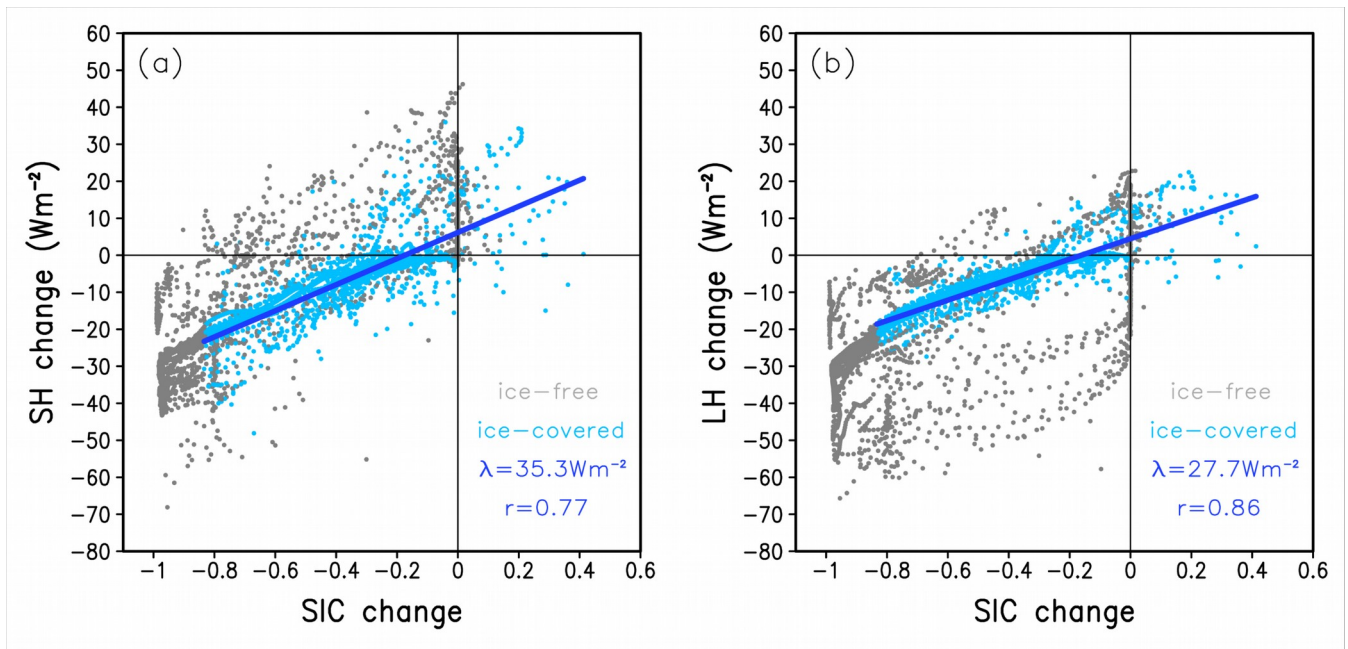 (a)
60
50
40
30
20
10
0
−10
−20
−30
−40
−50
−60
−70
−80
SH change (Wm⁻²)
ice−free
ice−covered
λ=35.3Wm⁻²
r=0.77
−1 −0.8 −0.6 −0.4 −0.2 0 0.2 0.4 0.6
SIC change
(b)
60
50
40
30
20
10
0
−10
−20
−30
−40
−50
−60
−70
−80
LH change (Wm⁻²)
ice−free
ice−covered
λ=27.7Wm⁻²
r=0.86
−1 −0.8 −0.6 −0.4 −0.2 0 0.2 0.4 0.6
SIC change